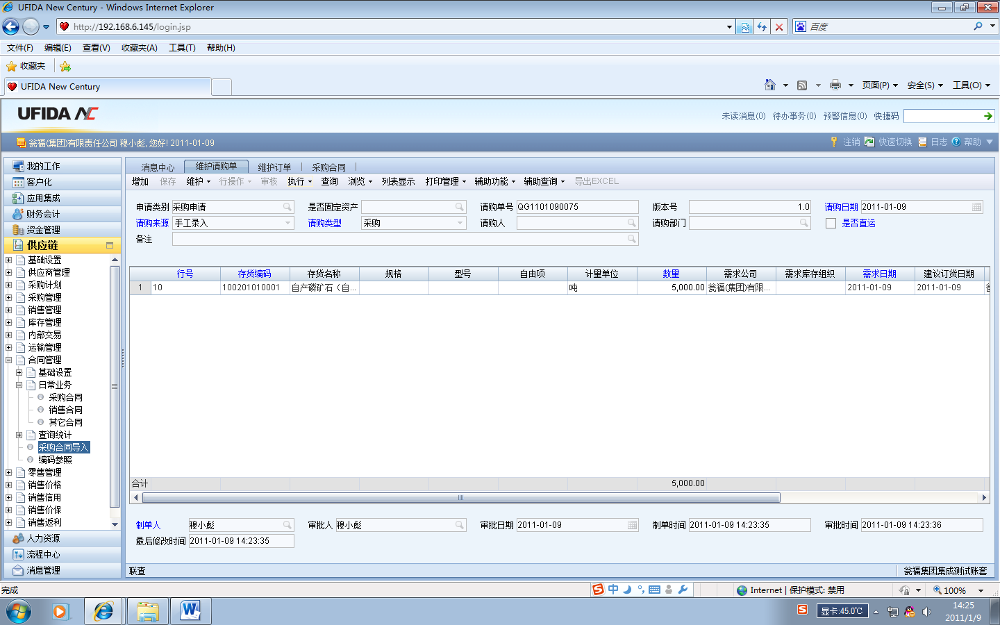 UFIDA New Century - Windows Internet Explorer
http://192.168.6.145/login.jsp
百度
文件(F) 编辑(E) 查看(V) 收藏夹(A) 工具(T) 帮助(H)
收藏夹
UFIDA New Century
页面(P) 安全(S) 工具(O)
UFIDA NC
未读消息(0) 待办事务(0) 预警信息(0) 快捷码
瓮福(集团)有限责任公司 穆小彪, 您好! 2011-01-09
注销 快速切换 日志 帮助
我的工作
客户化
应用集成
财务会计
资金管理
供应链
基础设置
供应商管理
采购计划
采购管理
销售管理
库存管理
内部交易
运输管理
合同管理
基础设置
日常业务
采购合同
销售合同
其它合同
查询统计
采购合同导入
编码参照
零售管理
销售价格
销售信用
销售价保
销售返利
人力资源
流程中心
消息管理
消息中心 维护请购单 维护订单 采购合同
增加 保存 维护 行操作 审核 执行 查询 浏览 列表显示 打印管理 辅助功能 辅助查询 导出EXCEL
申请类别 采购申请 是否固定资产 请购单号 QG1101090075 版本号 1.0 请购日期 2011-01-09
请购来源 手工录入 请购类型 采购 请购人 请购部门 是否直运
备注
行号 存货编码 存货名称 规格 型号 自由项 计量单位 数量 需求公司 需求库存组织 需求日期 建议订货日期
1 10 100201010001 自产磷矿石（自... 吨 5,000.00 瓮福(集团)有限... 2011-01-09 2011-01-09
合计 5,000.00
制单人 穆小彪 审批人 穆小彪 审批日期 2011-01-09 制单时间 2011-01-09 14:23:35 审批时间 2011-01-09 14:23:36
最后修改时间 2011-01-09 14:23:35
联查 瓮福集团集成测试账套
完成 中 Internet | 保护模式: 禁用 100%
显卡:45.0℃ 14:25
2011/1/9